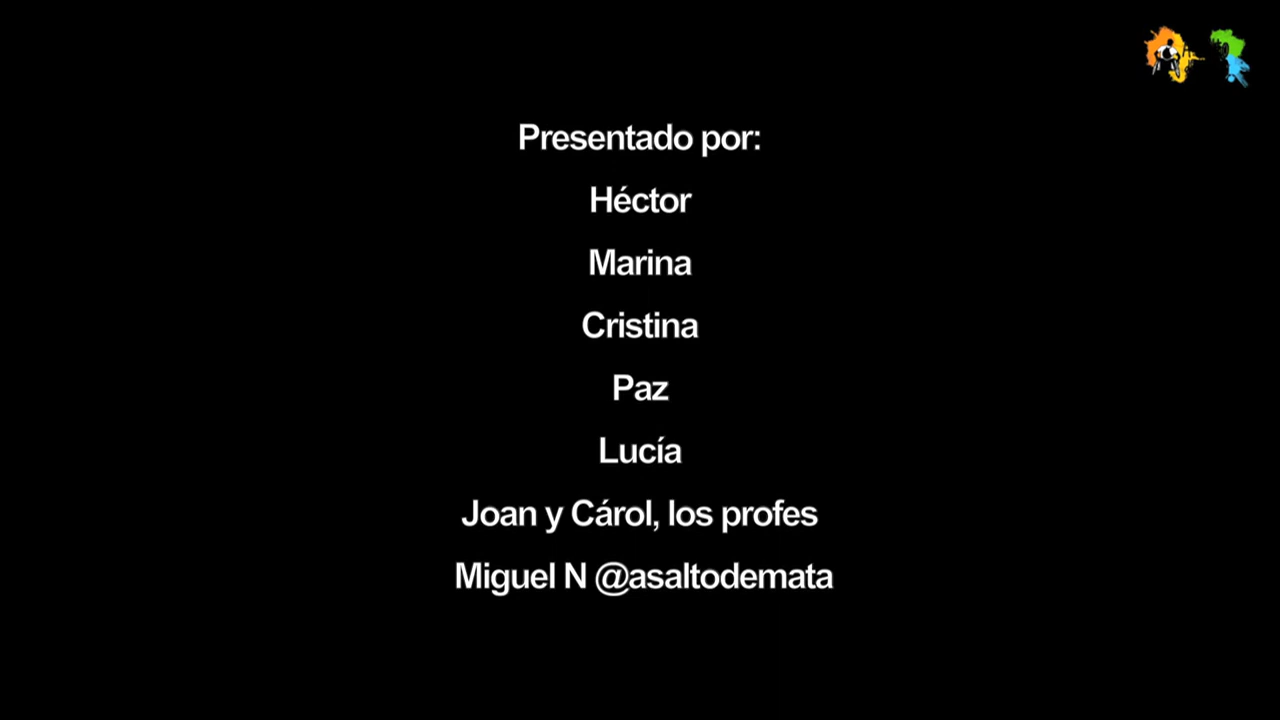 Presentado por:
Héctor
Marina
Cristina
Paz
Lucía
Joan y Cárol, los profes
Miguel N @asaltodemata